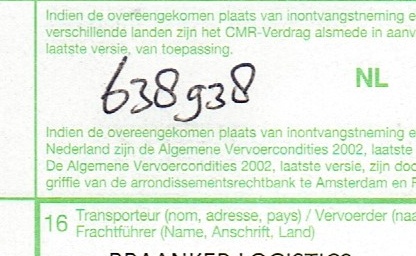 Indien de overeengekomen plaats van inontvangstneming e
verschillende landen zijn het CMR-Verdrag alsmede in aanv
laatste versie, van toepassing.
638938
NL
Indien de overeengekomen plaats van inontvangstneming e
Nederland zijn de Algemene Vervoercondities 2002, laatste
De Algemene Vervoercondities 2002, laatste versie, zijn doo
griffie van de arrondissementsrechtbank te Amsterdam en R
16 Transporteur (nom, adresse, pays) / Vervoerder (naa
Frachtführer (Name, Anschrift, Land)
BRAANKER LOGISTICS